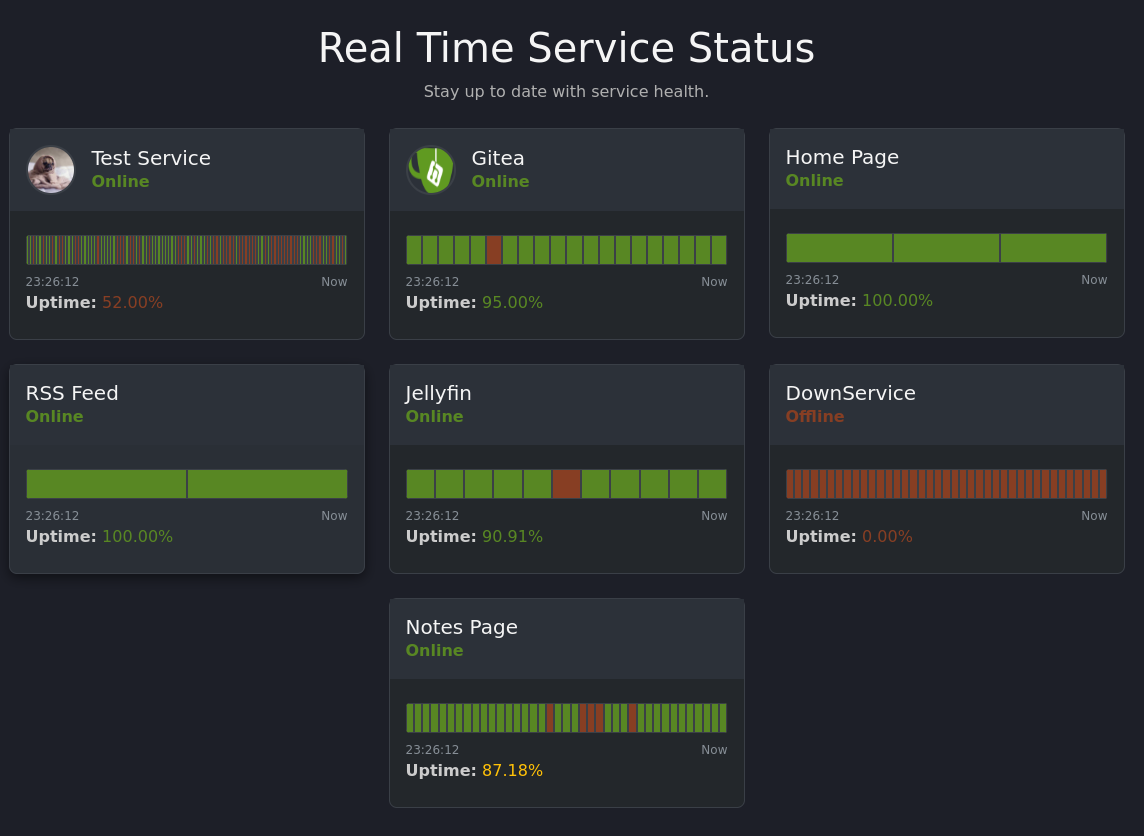 Real Time Service Status
Stay up to date with service health.
Test Service
Online
23:26:12 Now
Uptime: 52.00%
Gitea
Online
23:26:12 Now
Uptime: 95.00%
Home Page
Online
23:26:12 Now
Uptime: 100.00%
RSS Feed
Online
23:26:12 Now
Uptime: 100.00%
Jellyfin
Online
23:26:12 Now
Uptime: 90.91%
DownService
Offline
23:26:12 Now
Uptime: 0.00%
Notes Page
Online
23:26:12 Now
Uptime: 87.18%